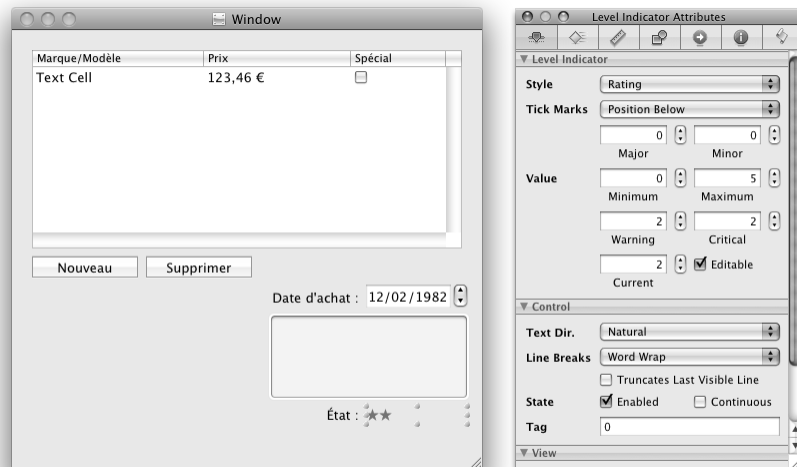 Window
Marque/Modèle Prix Spécial
Text Cell 123,46 €
Nouveau Supprimer
Date d'achat : 12/02/1982
État : ★★
Level Indicator Attributes
Level Indicator
Style Rating
Tick Marks Position Below
0 0
Major Minor
Value 0 5
Minimum Maximum
2 2
Warning Critical
2 Editable
Current
Control
Text Dir. Natural
Line Breaks Word Wrap
Truncates Last Visible Line
State Enabled Continuous
Tag 0
View